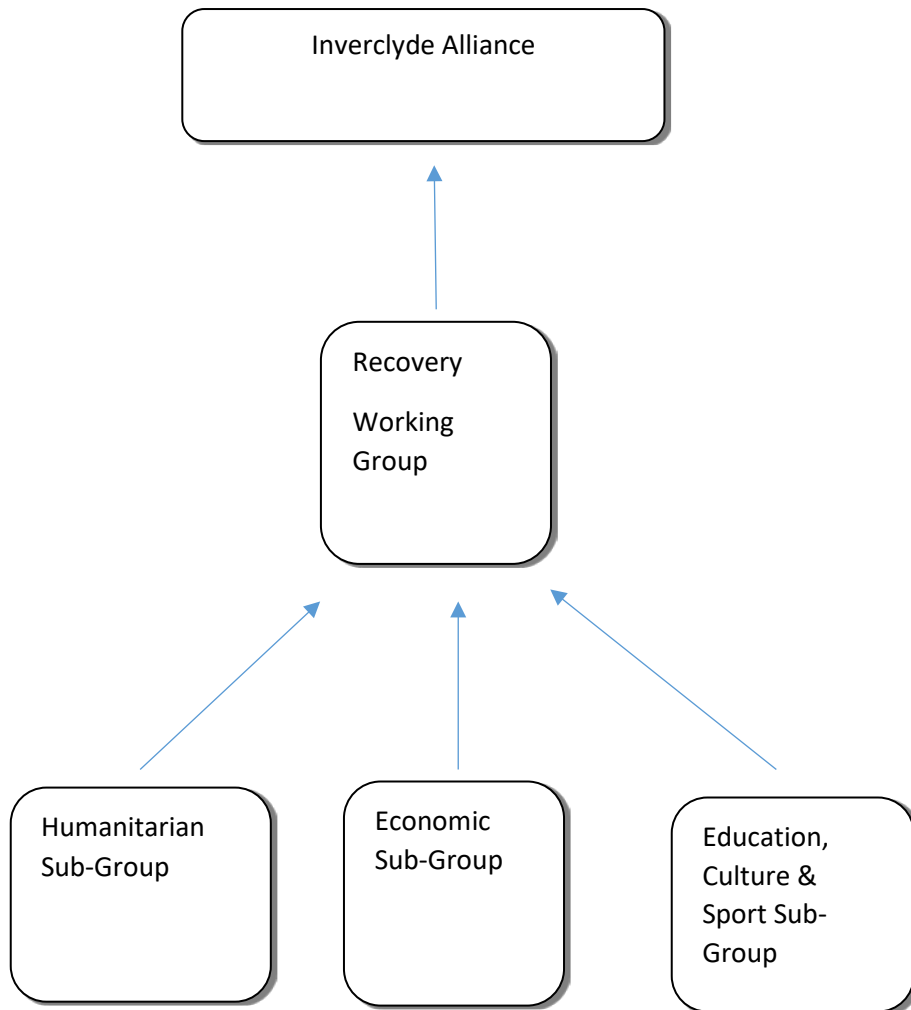 Inverclyde Alliance
Recovery
Working
Group
Humanitarian
Sub-Group
Economic
Sub-Group
Education,
Culture &
Sport Sub-
Group